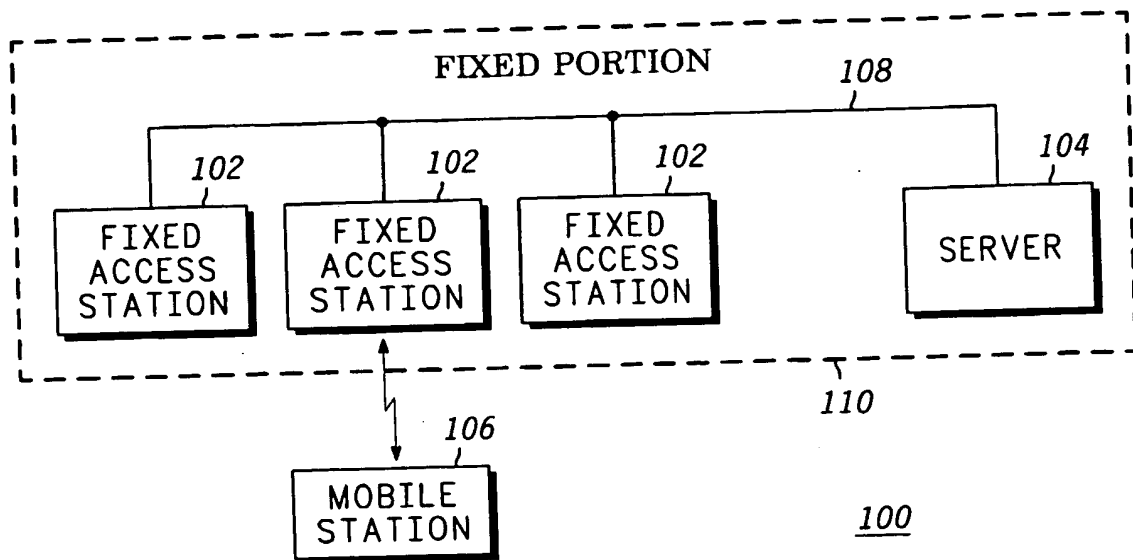 FIXED PORTION
108
102
102
102
104
FIXED
ACCESS
STATION
FIXED
ACCESS
STATION
FIXED
ACCESS
STATION
SERVER
110
106
MOBILE
STATION
100